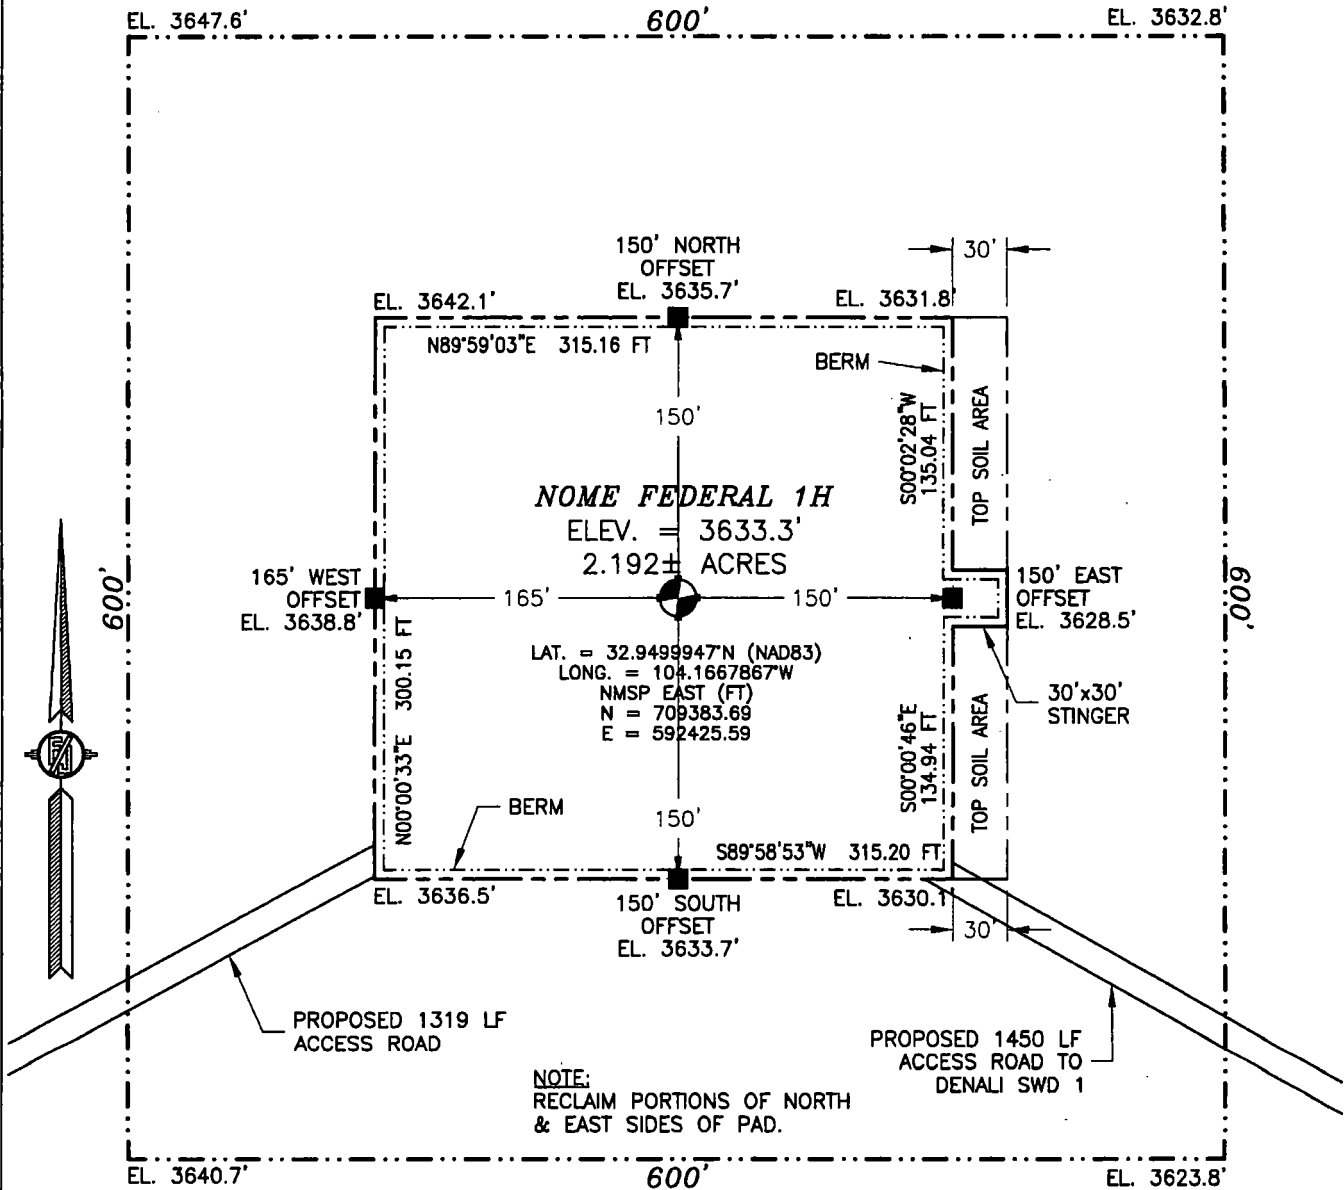 EL. 3647.6'
600'
EL. 3632.8'
150' NORTH
OFFSET
EL. 3635.7'
30'
EL. 3642.1'
EL. 3631.8'
N89°59'03"E 315.16 FT
BERM
150'
S00°02'28"W
135.04 FT
TOP SOIL AREA
NOME FEDERAL 1H
ELEV. = 3633.3'
2.192± ACRES
600'
165' WEST
OFFSET
EL. 3638.8'
165'
150'
150' EAST
OFFSET
EL. 3628.5'
600'
LAT. = 32.9499947°N (NAD83)
LONG. = 104.1667867°W
NMSP EAST (FT)
N = 709383.69
E = 592425.59
N00°00'33"E 300.15 FT
30'x30'
STINGER
S00°00'46"E
134.94 FT
TOP SOIL AREA
BERM
150'
S89°58'53"W 315.20 FT
EL. 3636.5'
150' SOUTH
OFFSET
EL. 3633.7'
EL. 3630.1
30'
PROPOSED 1319 LF
ACCESS ROAD
PROPOSED 1450 LF
ACCESS ROAD TO
DENALI SWD 1
NOTE:
RECLAIM PORTIONS OF NORTH
& EAST SIDES OF PAD.
EL. 3640.7'
600'
EL. 3623.8'